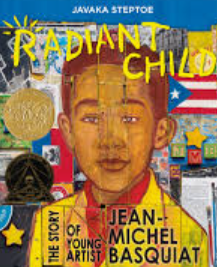 JAVAKA STEPTOE
RADIANT
CHILD
THE STORY
OF YOUNG
ARTIST
JEAN-
MICHEL
BASQUIAT